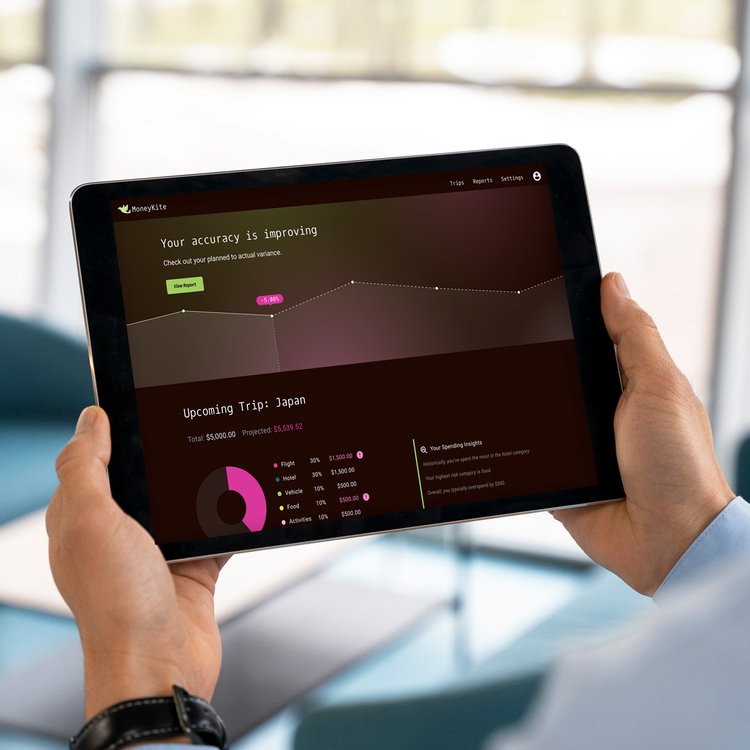 MoneyKite
Trips Reports Settings
Your accuracy is improving
Check out your planned to actual variance.
View Report
-5.08%
Upcoming Trip: Japan
Total: $5,000.00 Projected: $5,539.52
Flight 30% $1,500.00
Hotel 30% $1,500.00
Vehicle 10% $500.00
Food 10% $500.00
Activities 10% $500.00
Your Spending Insights
Historically, you've spent the most in the hotel category.
Your highest risk category is food.
Overall, you typically overspend by $500.